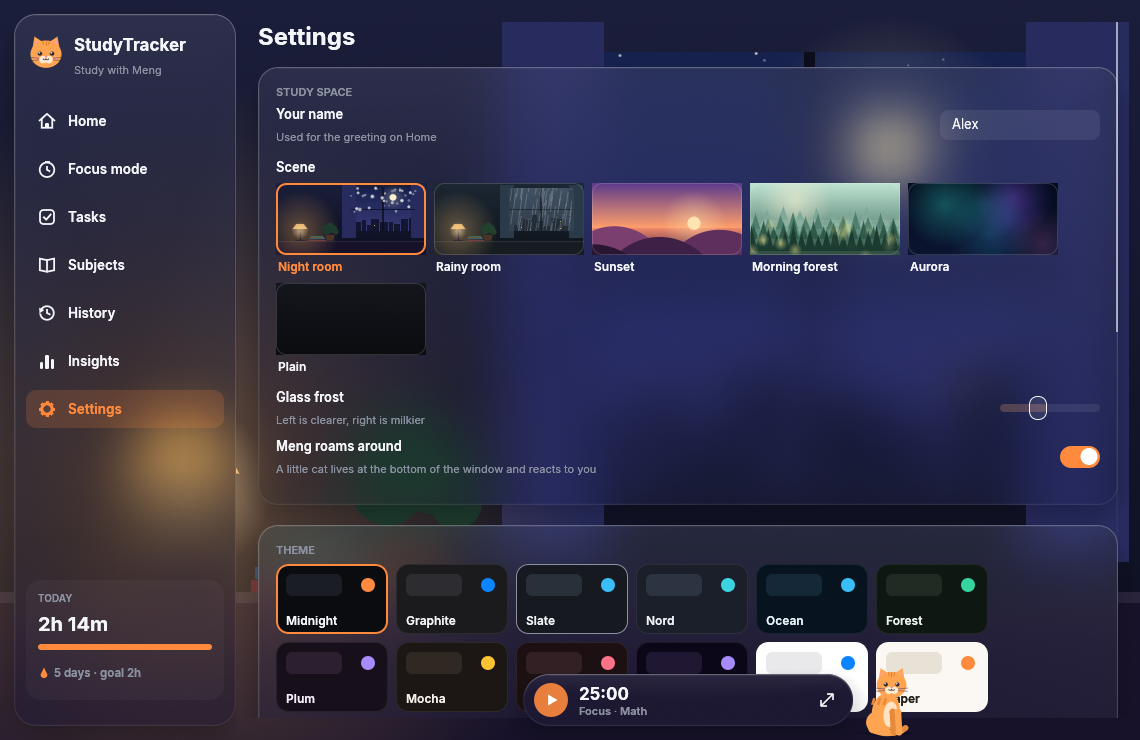 StudyTracker
Study with Meng
Home
Focus mode
Tasks
Subjects
History
Insights
Settings
TODAY
2h 14m
5 days · goal 2h
Settings
STUDY SPACE
Your name
Used for the greeting on Home
Alex
Scene
Night room
Rainy room
Sunset
Morning forest
Aurora
Plain
Glass frost
Left is clearer, right is milkier
Meng roams around
A little cat lives at the bottom of the window and reacts to you
THEME
Midnight
Graphite
Slate
Nord
Ocean
Forest
Plum
Mocha
25:00
Focus · Math